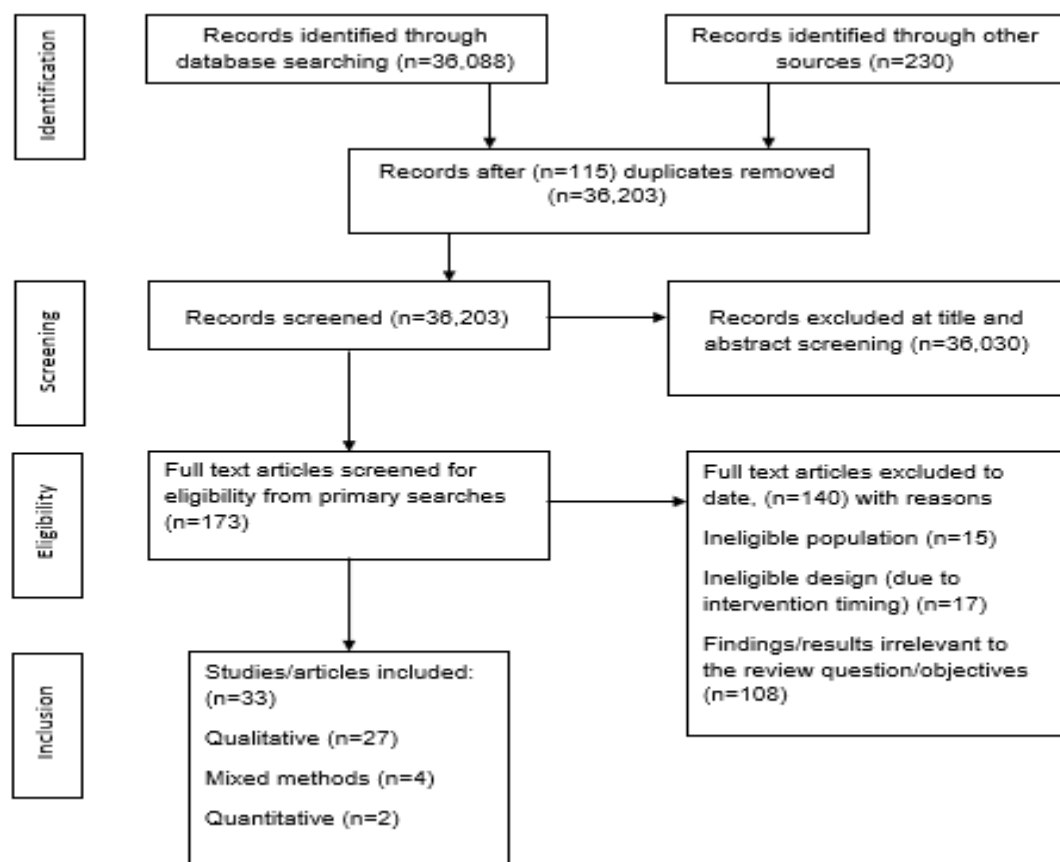 Identification
Records identified through
database searching (n=36,088)
Records identified through other
sources (n=230)
Records after (n=115) duplicates removed
(n=36,203)
Screening
Records screened (n=36,203)
Records excluded at title and
abstract screening (n=36,030)
Eligibility
Full text articles screened for
eligibility from primary searches
(n=173)
Full text articles excluded to
date, (n=140) with reasons
Ineligible population (n=15)
Ineligible design (due to
intervention timing) (n=17)
Findings/results irrelevant to
the review question/objectives
(n=108)
Inclusion
Studies/articles included:
(n=33)
Qualitative (n=27)
Mixed methods (n=4)
Quantitative (n=2)